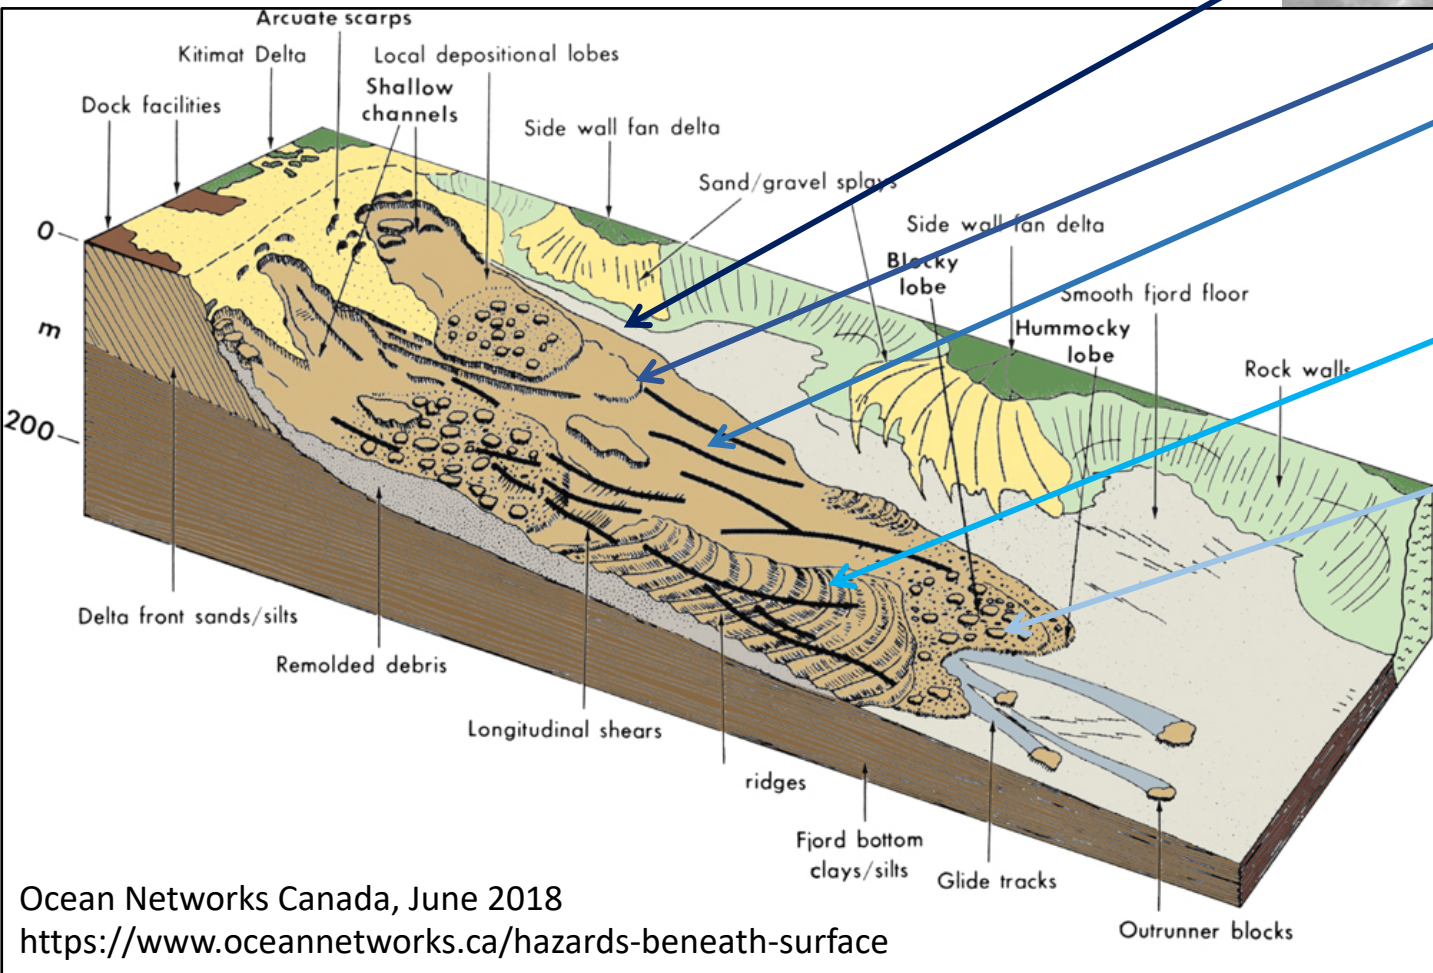 Arcuate scarps
Kitimat Delta
Local depositional lobes
Dock facilities
Shallow
channels
Side wall fan delta
Sand/gravel splays
Side wall fan delta
Blocky
lobe
Smooth fjord floor
Hummocky
lobe
Rock walls
0
m
200
Delta front sands/silts
Remolded debris
Longitudinal shears
ridges
Fjord bottom
clays/silts
Glide tracks
Outrunner blocks
Ocean Networks Canada, June 2018
https://www.oceannetworks.ca/hazards-beneath-surface